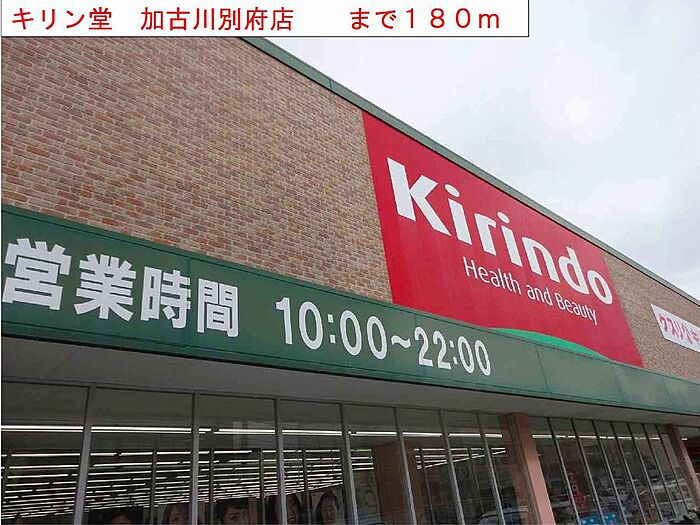 キリン堂　加古川別府店　　まで１８０ｍ
Kirindo
Health and Beauty
営業時間 10:00~22:00